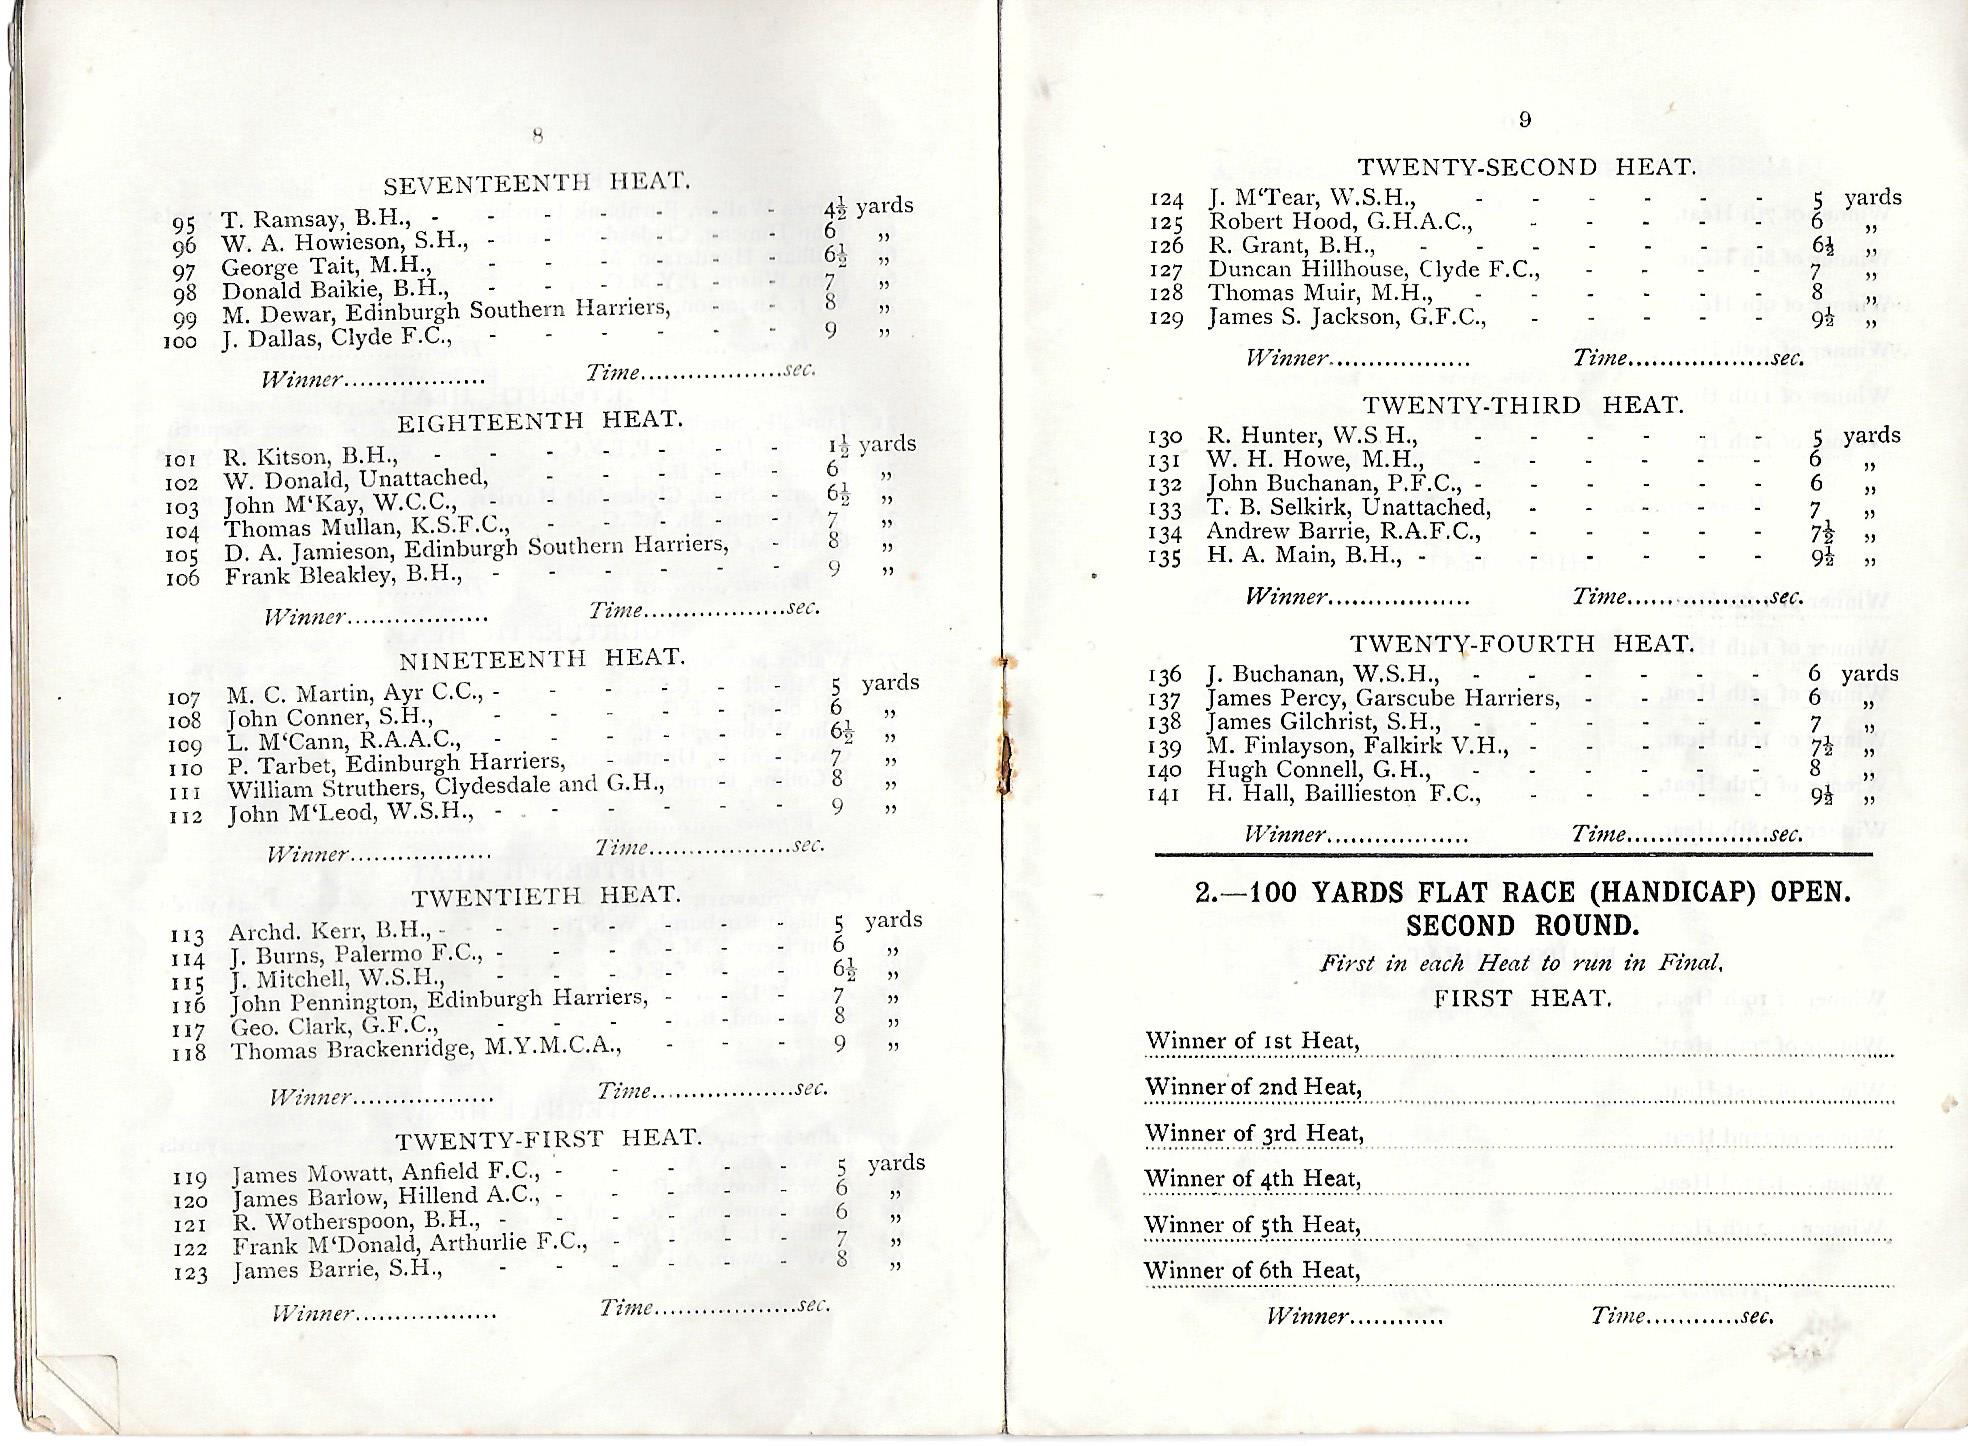 8
SEVENTEENTH HEAT.
95 T. Ramsay, B.H., - - - - - - - 4½ yards
96 W. A. Howieson, S.H., - - - - - - 6 „
97 George Tait, M.H., - - - - - - 6½ „
98 Donald Baikie, B.H., - - - - - - 7 „
99 M. Dewar, Edinburgh Southern Harriers, - - 8 „
100 J. Dallas, Clyde F.C., - - - - - - 9 „
Winner.................. Time..................sec.
EIGHTEENTH HEAT.
101 R. Kitson, B.H., - - - - - - - 1½ yards
102 W. Donald, Unattached, - - - - - 6 „
103 John M‘Kay, W.C.C., - - - - - - 6½ „
104 Thomas Mullan, K.S.F.C., - - - - - 7 „
105 D. A. Jamieson, Edinburgh Southern Harriers, - 8 „
106 Frank Bleakley, B.H., - - - - - - 9 „
Winner.................. Time..................sec.
NINETEENTH HEAT.
107 M. C. Martin, Ayr C.C., - - - - - - 5 yards
108 John Conner, S.H., - - - - - - 6 „
109 L. M‘Cann, R.A.A.C., - - - - - - 6½ „
110 P. Tarbet, Edinburgh Harriers, - - - - 7 „
111 William Struthers, Clydesdale and G.H., - - 8 „
112 John M‘Leod, W.S.H., - - - - - - 9 „
Winner.................. Time..................sec.
TWENTIETH HEAT.
113 Archd. Kerr, B.H., - - - - - - - 5 yards
114 J. Burns, Palermo F.C., - - - - - - 6 „
115 J. Mitchell, W.S.H., - - - - - - 6½ „
116 John Pennington, Edinburgh Harriers, - - - 7 „
117 Geo. Clark, G.F.C., - - - - - - 8 „
118 Thomas Brackenridge, M.Y.M.C.A., - - - 9 „
Winner.................. Time..................sec.
TWENTY-FIRST HEAT.
119 James Mowatt, Anfield F.C., - - - - - 5 yards
120 James Barlow, Hillend A.C., - - - - - 6 „
121 R. Wotherspoon, B.H., - - - - - - 6 „
122 Frank M‘Donald, Arthurlie F.C., - - - - 7 „
123 James Barrie, S.H., - - - - - - 8 „
Winner.................. Time..................sec.
9
TWENTY-SECOND HEAT.
124 J. M‘Tear, W.S.H., - - - - - - 5 yards
125 Robert Hood, G.H.A.C., - - - - - 6 „
126 R. Grant, B.H., - - - - - - - 6½ „
127 Duncan Hillhouse, Clyde F.C., - - - - 7 „
128 Thomas Muir, M.H., - - - - - - 8 „
129 James S. Jackson, G.F.C., - - - - - 9½ „
Winner.................. Time..................sec.
TWENTY-THIRD HEAT.
130 R. Hunter, W.S H., - - - - - - 5 yards
131 W. H. Howe, M.H., - - - - - - 6 „
132 John Buchanan, P.F.C., - - - - - - 6 „
133 T. B. Selkirk, Unattached, - - - - - 7 „
134 Andrew Barrie, R.A.F.C., - - - - - 7½ „
135 H. A. Main, B.H., - - - - - - - 9½ „
Winner.................. Time..................sec.
TWENTY-FOURTH HEAT.
136 J. Buchanan, W.S.H., - - - - - - 6 yards
137 James Percy, Garscube Harriers, - - - - 6 „
138 James Gilchrist, S.H., - - - - - - 7 „
139 M. Finlayson, Falkirk V.H., - - - - - 7½ „
140 Hugh Connell, G.H., - - - - - - 8 „
141 H. Hall, Baillieston F.C., - - - - - 9½ „
Winner.................. Time..................sec.
2.—100 YARDS FLAT RACE (HANDICAP) OPEN.
SECOND ROUND.
First in each Heat to run in Final.
FIRST HEAT.
Winner of 1st Heat,
Winner of 2nd Heat,
Winner of 3rd Heat,
Winner of 4th Heat,
Winner of 5th Heat,
Winner of 6th Heat,
Winner............ Time............sec.